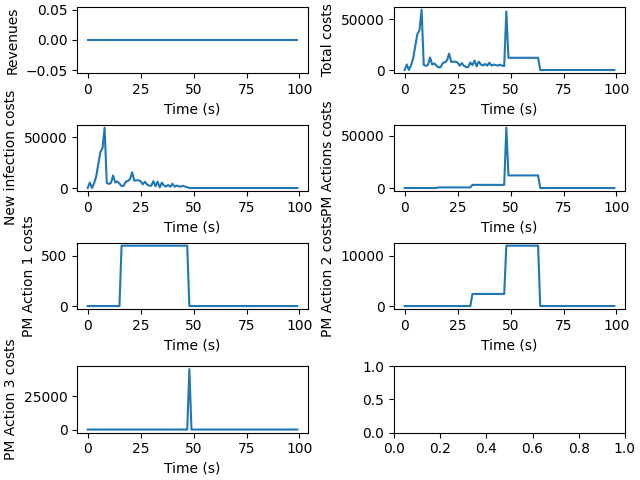 Revenues
0.05
0.00
−0.05
0 25 50 75 100
Time (s)
Total costs
50000
0
0 25 50 75 100
Time (s)
New infection costs
50000
0
0 25 50 75 100
Time (s)
PM Actions costs
50000
0
0 25 50 75 100
Time (s)
PM Action 1 costs
500
0
0 25 50 75 100
Time (s)
PM Action 2 costs
10000
0
0 25 50 75 100
Time (s)
PM Action 3 costs
25000
0
0 25 50 75 100
Time (s)
1.0
0.5
0.0
0.0 0.2 0.4 0.6 0.8 1.0